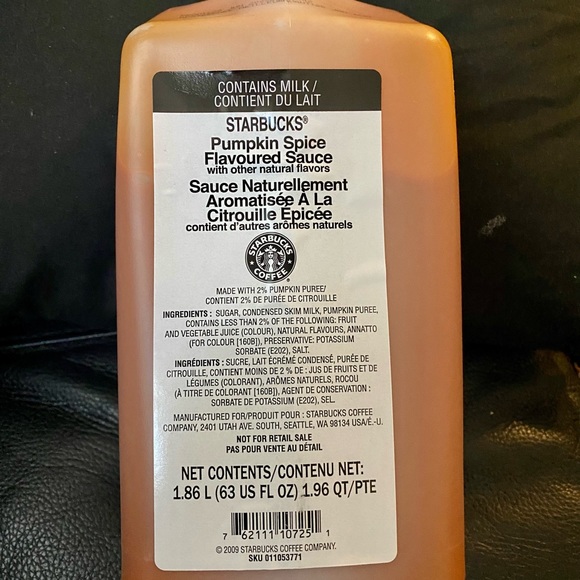 CONTAINS MILK /
CONTIENT DU LAIT
STARBUCKS®
Pumpkin Spice
Flavoured Sauce
with other natural flavors
Sauce Naturellement
Aromatisée À La
Citrouille Épicée
contient d'autres arômes naturels
STARBUCKS
COFFEE
MADE WITH 2% PUMPKIN PUREE/
CONTIENT 2% DE PURÉE DE CITROUILLE
INGREDIENTS : SUGAR, CONDENSED SKIM MILK, PUMPKIN PUREE,
CONTAINS LESS THAN 2% OF THE FOLLOWING: FRUIT
AND VEGETABLE JUICE (COLOUR), NATURAL FLAVOURS, ANNATTO
(FOR COLOUR [160B]), PRESERVATIVE: POTASSIUM
SORBATE (E202), SALT.
INGRÉDIENTS : SUCRE, LAIT ÉCRÉMÉ CONDENSÉ, PURÉE DE
CITROUILLE, CONTIENT MOINS DE 2 % DE : JUS DE FRUITS ET DE
LÉGUMES (COLORANT), ARÔMES NATURELS, ROCOU
(À TITRE DE COLORANT [160B]), AGENT DE CONSERVATION :
SORBATE DE POTASSIUM (E202), SEL.
MANUFACTURED FOR/PRODUIT POUR : STARBUCKS COFFEE
COMPANY, 2401 UTAH AVE. SOUTH, SEATTLE, WA 98134 USA/É.-U.
NOT FOR RETAIL SALE
PAS POUR VENTE AU DÉTAIL
NET CONTENTS/CONTENU NET:
1.86 L (63 US FL OZ) 1.96 QT/PTE
7 62111 10725 1
© 2009 STARBUCKS COFFEE COMPANY.
SKU 011053771